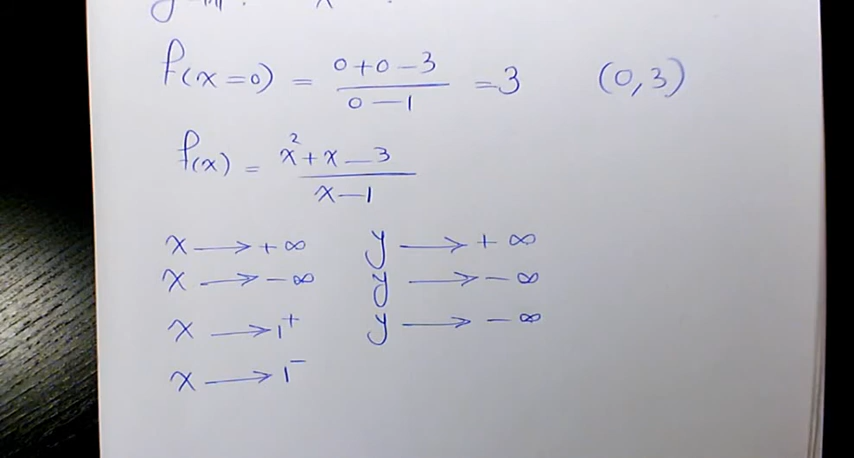 f(x=0) = (0+0-3)/(0-1) = 3 (0,3)
f(x) = (x²+x-3)/(x-1)
x → +∞ y → +∞
x → -∞ y → -∞
x → 1⁺ y → -∞
x → 1⁻